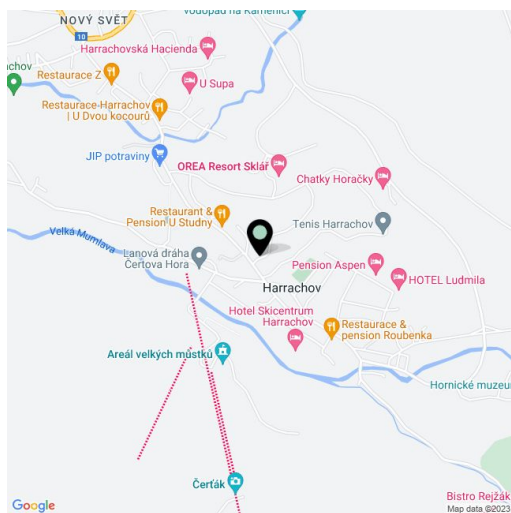 vodopád na Kamenici
NOVÝ SVĚT
10
Harrachovská Hacienda
Restaurace Z
achov
U Supa
Restaurace Harrachov
| U Dvou kocourů
JIP potraviny
OREA Resort Sklář
Chatky Horačky
Restaurant &
Pension U Studny
Tenis Harrachov
Velká Mumlava
Lanová dráha
Čertova Hora
Pension Aspen
HOTEL Ludmila
Harrachov
Hotel Skicentrum
Harrachov
Restaurace &
pension Roubenka
Areál velkých můstků
Hornické muzeu
Čerťák
Bistro Rejžák
Google
Map data ©2023